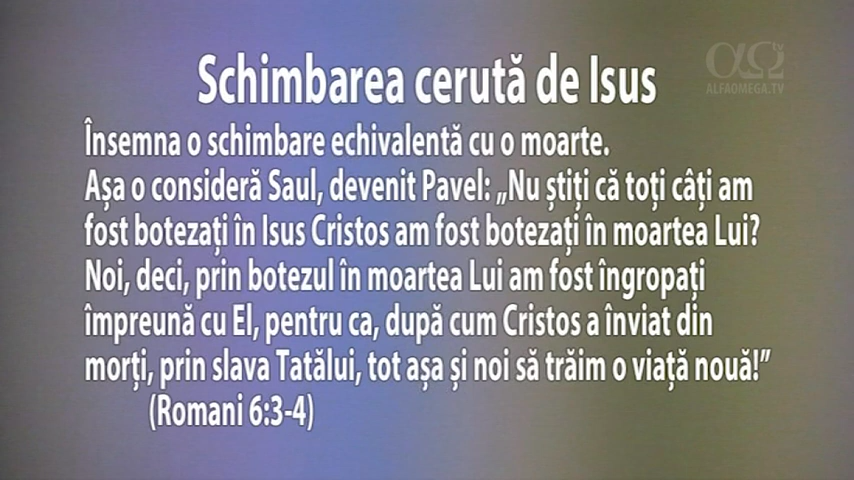 Schimbarea cerută de Isus
αΩ tv
ALFAOMEGA.TV
Însemna o schimbare echivalentă cu o moarte.
Așa o consideră Saul, devenit Pavel: „Nu știți că toți câți am
fost botezați în Isus Cristos am fost botezați în moartea Lui?
Noi, deci, prin botezul în moartea Lui am fost îngropați
împreună cu El, pentru ca, după cum Cristos a înviat din
morți, prin slava Tatălui, tot așa și noi să trăim o viață nouă!”
(Romani 6:3-4)